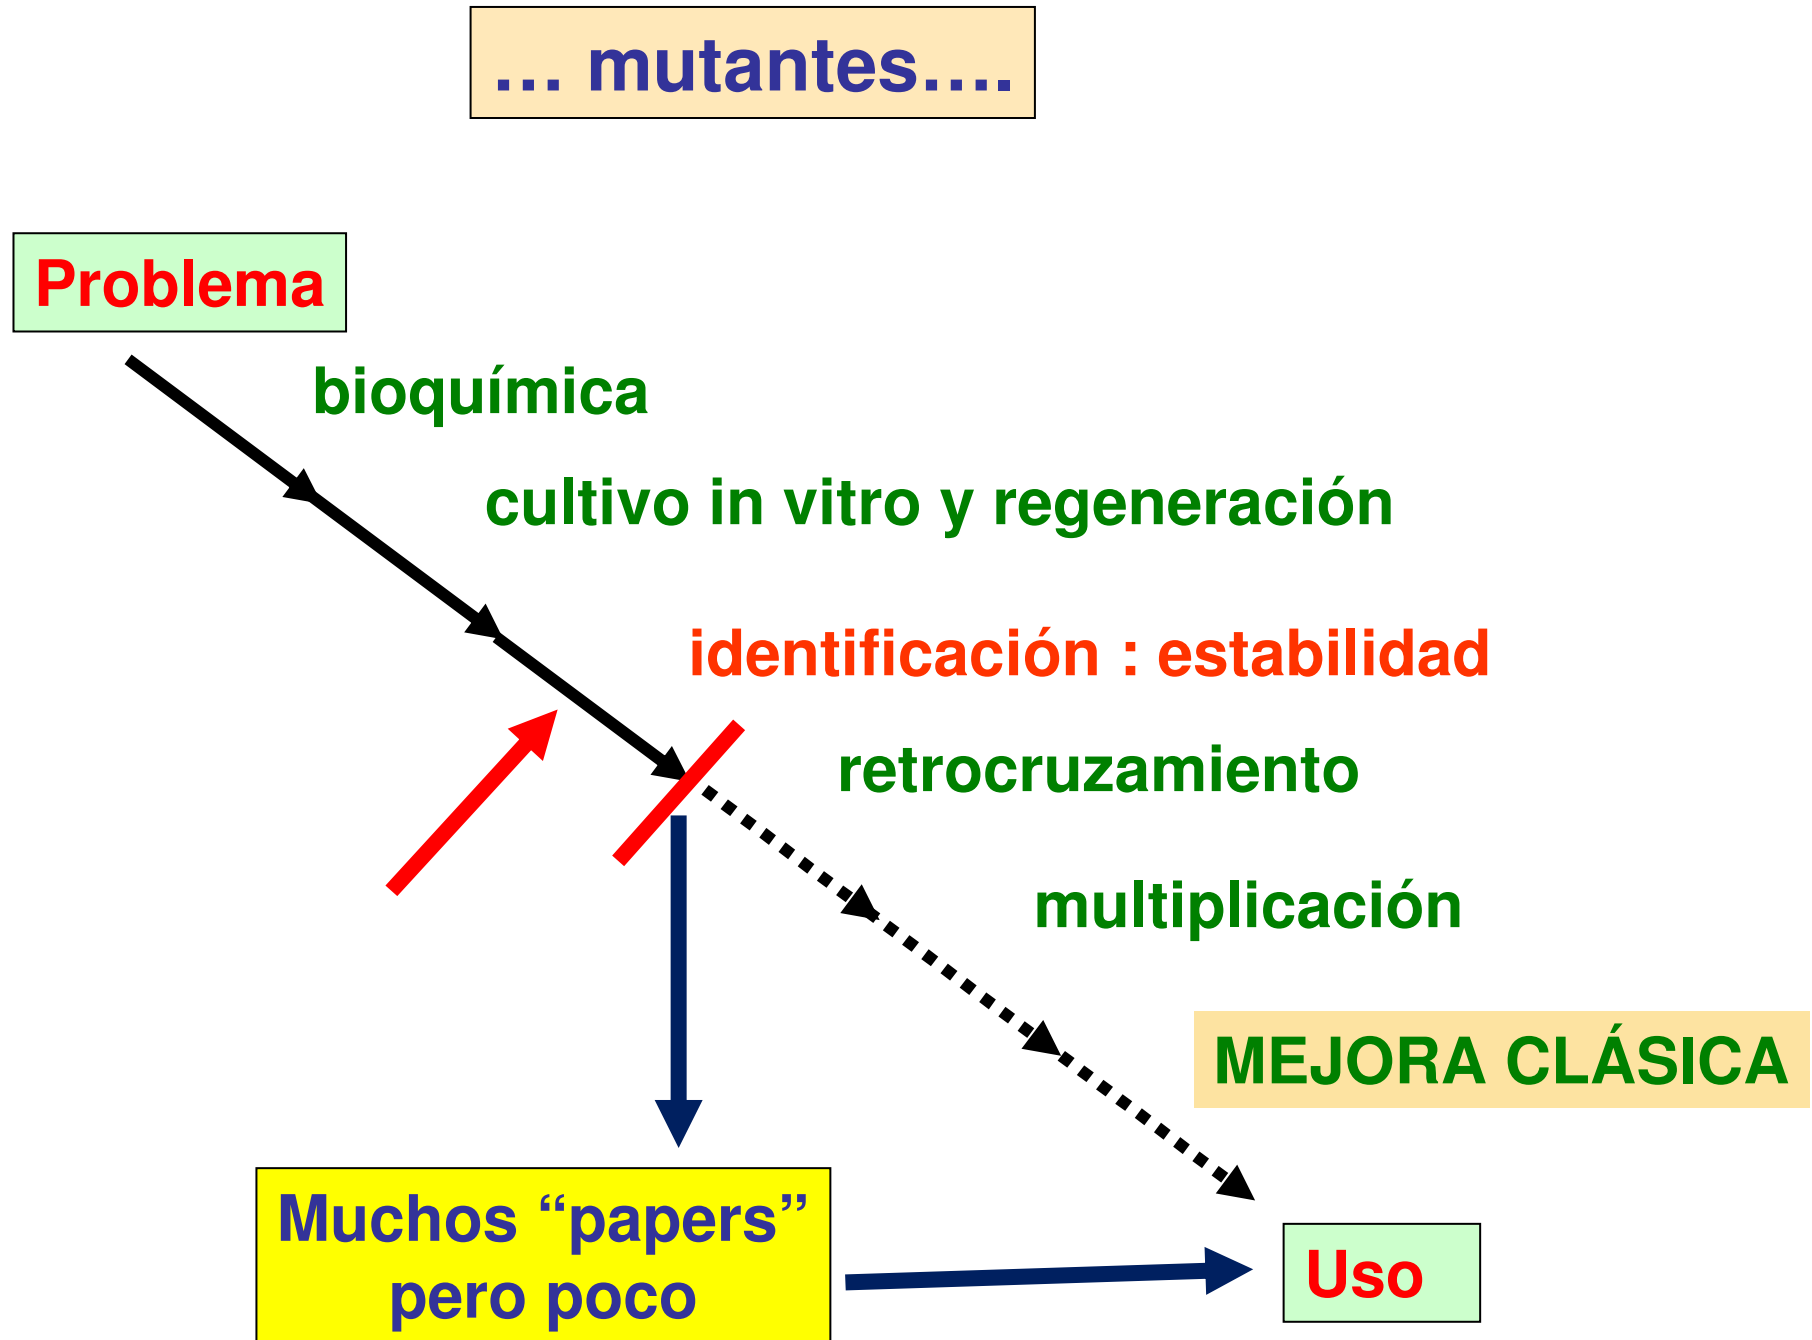 … mutantes….
Problema
bioquímica
cultivo in vitro y regeneración
identificación : estabilidad
retrocruzamiento
multiplicación
MEJORA CLÁSICA
Muchos “papers”
pero poco
Uso